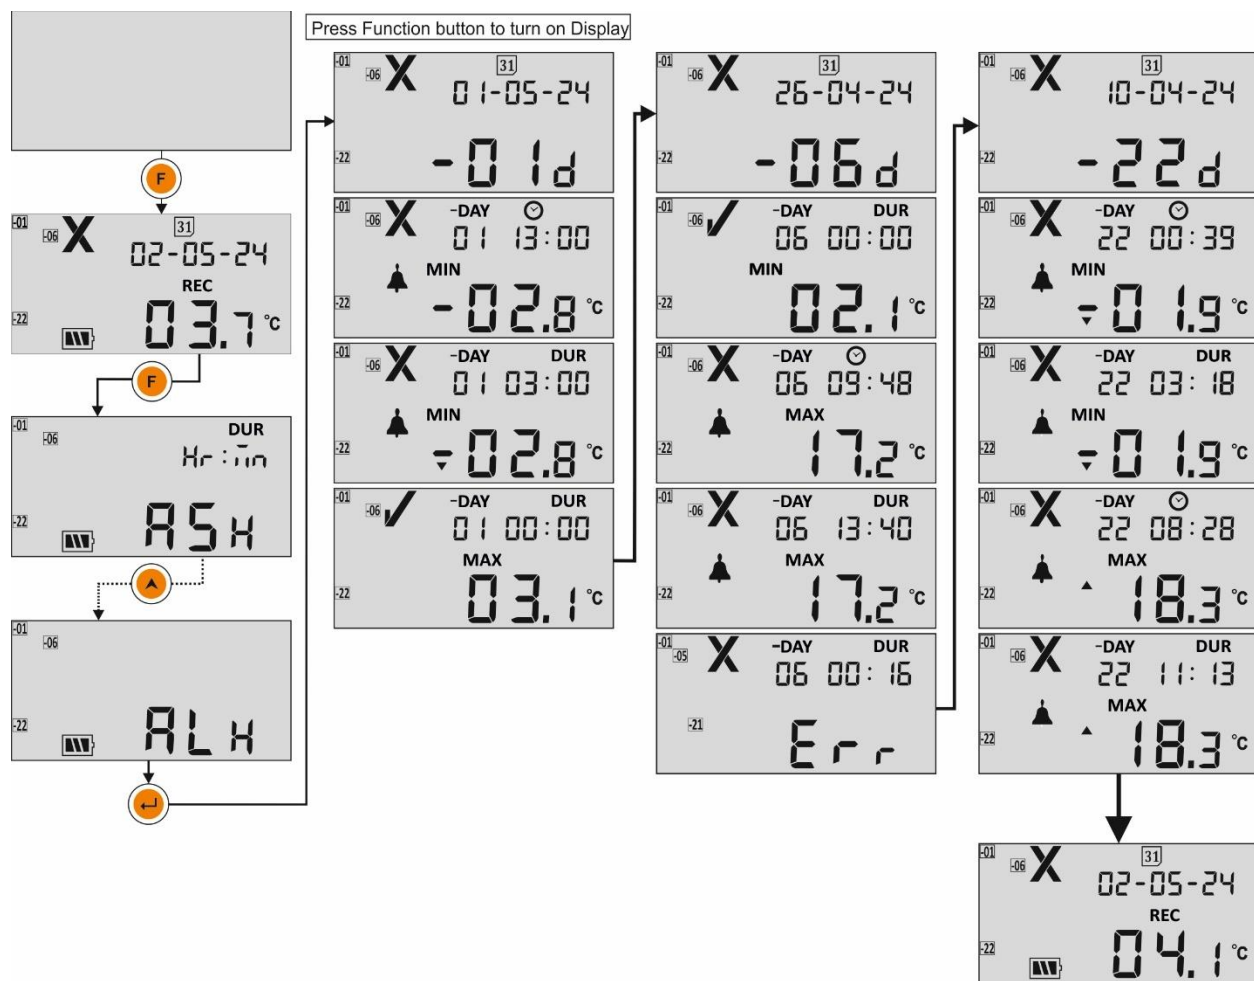 Press Function button to turn on Display
F
-01
-06
X
31
02-05-24
REC
-22
03.7 °C
F
-01
-06
DUR
Hr:min
-22
ASH
-01
-06
-22
ALH
-01
-06
X
31
01-05-24
-22
-01d
-01
-06
X
-DAY
01 13:00
MIN
-22
-02.8 °C
-01
-06
X
-DAY DUR
01 03:00
MIN
-22
-02.8 °C
-01
-06
-DAY DUR
01 00:00
MAX
-22
03.1 °C
-01
-06
X
31
26-04-24
-22
-06d
-01
-06
-DAY DUR
06 00:00
MIN
-22
02.1 °C
-01
-06
X
-DAY
06 09:48
MAX
-22
17.2 °C
-01
-06
X
-DAY DUR
06 13:40
MAX
-22
17.2 °C
-01
-05
X
-DAY DUR
06 00:16
-21
Err
-01
-06
X
31
10-04-24
-22
-22d
-01
-06
X
-DAY
22 00:39
MIN
-22
-01.9 °C
-01
-06
X
-DAY DUR
22 03:18
MIN
-22
-01.9 °C
-01
-06
X
-DAY
22 08:28
MAX
-22
18.3 °C
-01
-06
X
-DAY DUR
22 11:13
MAX
-22
18.3 °C
-01
-06
X
31
02-05-24
REC
-22
04.1 °C